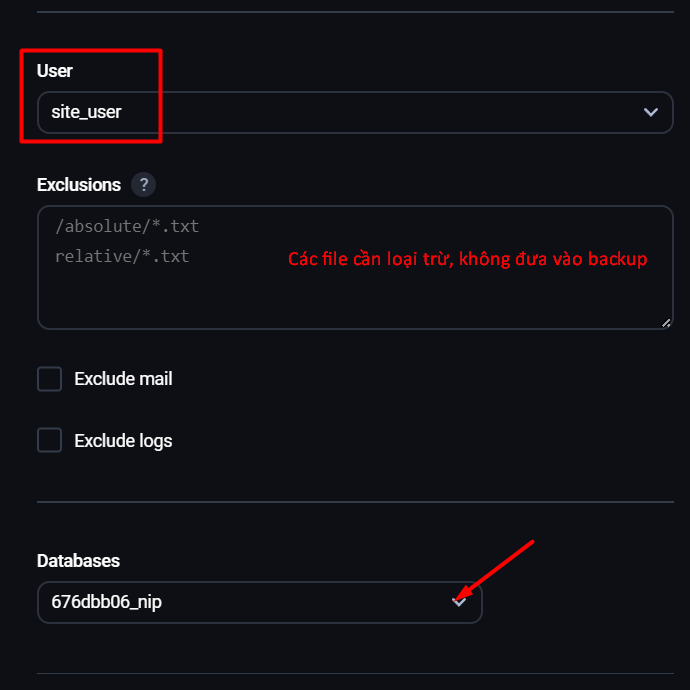 User
site_user
Exclusions ?
/absolute/*.txt
relative/*.txt
Các file cần loại trừ, không đưa vào backup
Exclude mail
Exclude logs
Databases
676dbb06_nip